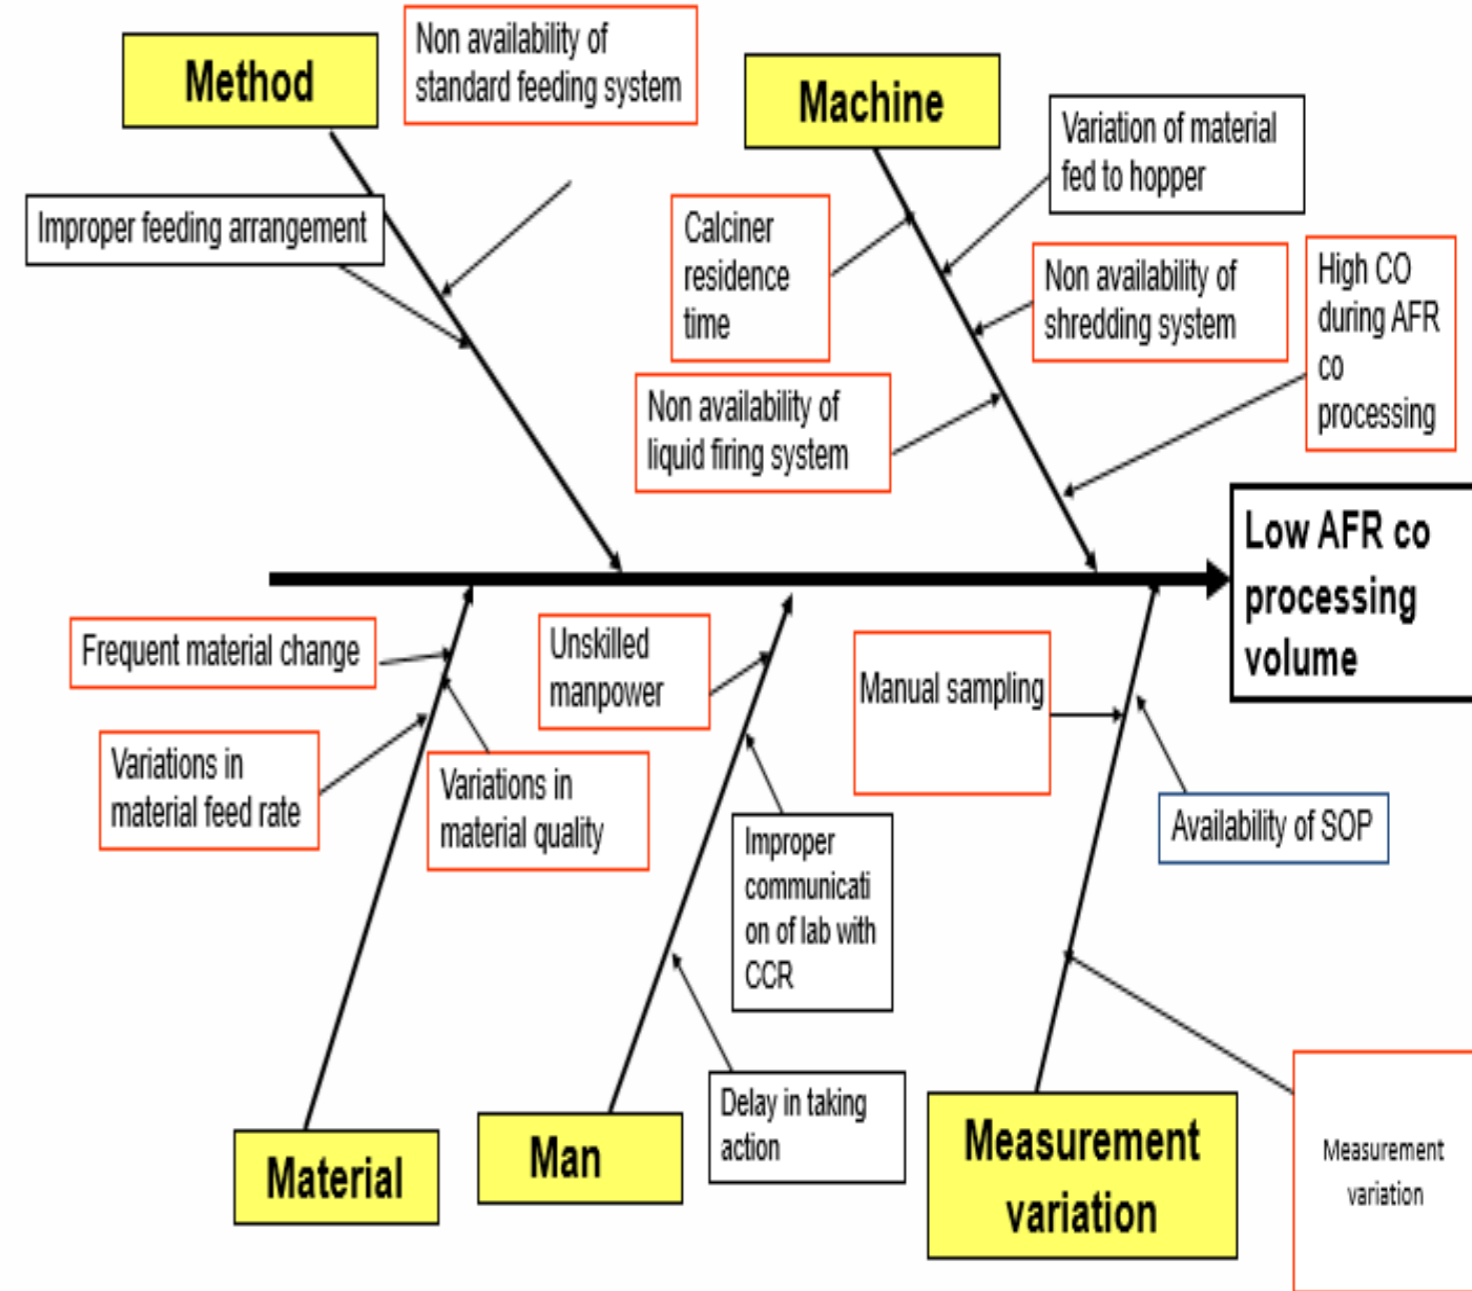 Method
Non availability of
standard feeding system
Machine
Variation of material
fed to hopper
Improper feeding arrangement
Calciner
residence
time
Non availability of
shredding system
High CO
during AFR
co
processing
Non availability of
liquid firing system
Low AFR co
processing
volume
Frequent material change
Unskilled
manpower
Manual sampling
Variations in
material feed rate
Variations in
material quality
Improper
communicati
on of lab with
CCR
Availability of SOP
Delay in taking
action
Material
Man
Measurement
variation
Measurement
variation